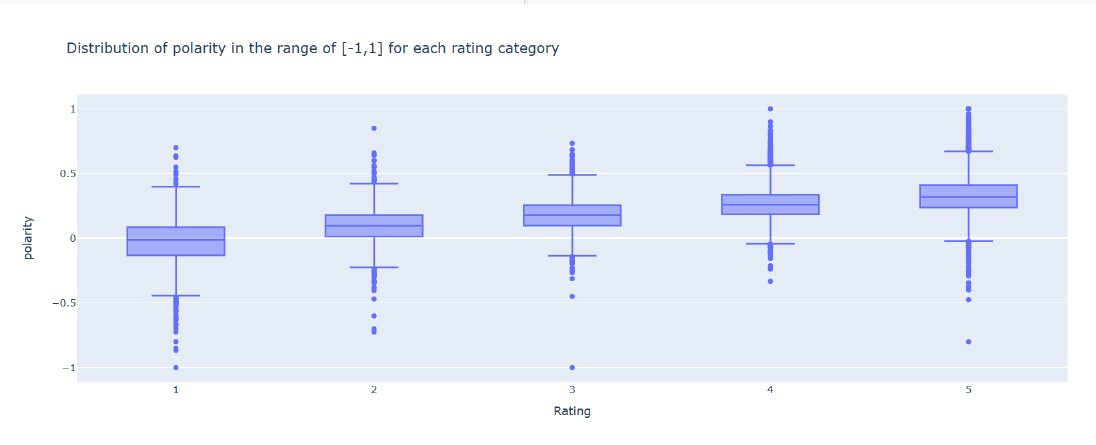 Distribution of polarity in the range of [-1,1] for each rating category
1
0.5
0
−0.5
−1
polarity
1 2 3 4 5
Rating